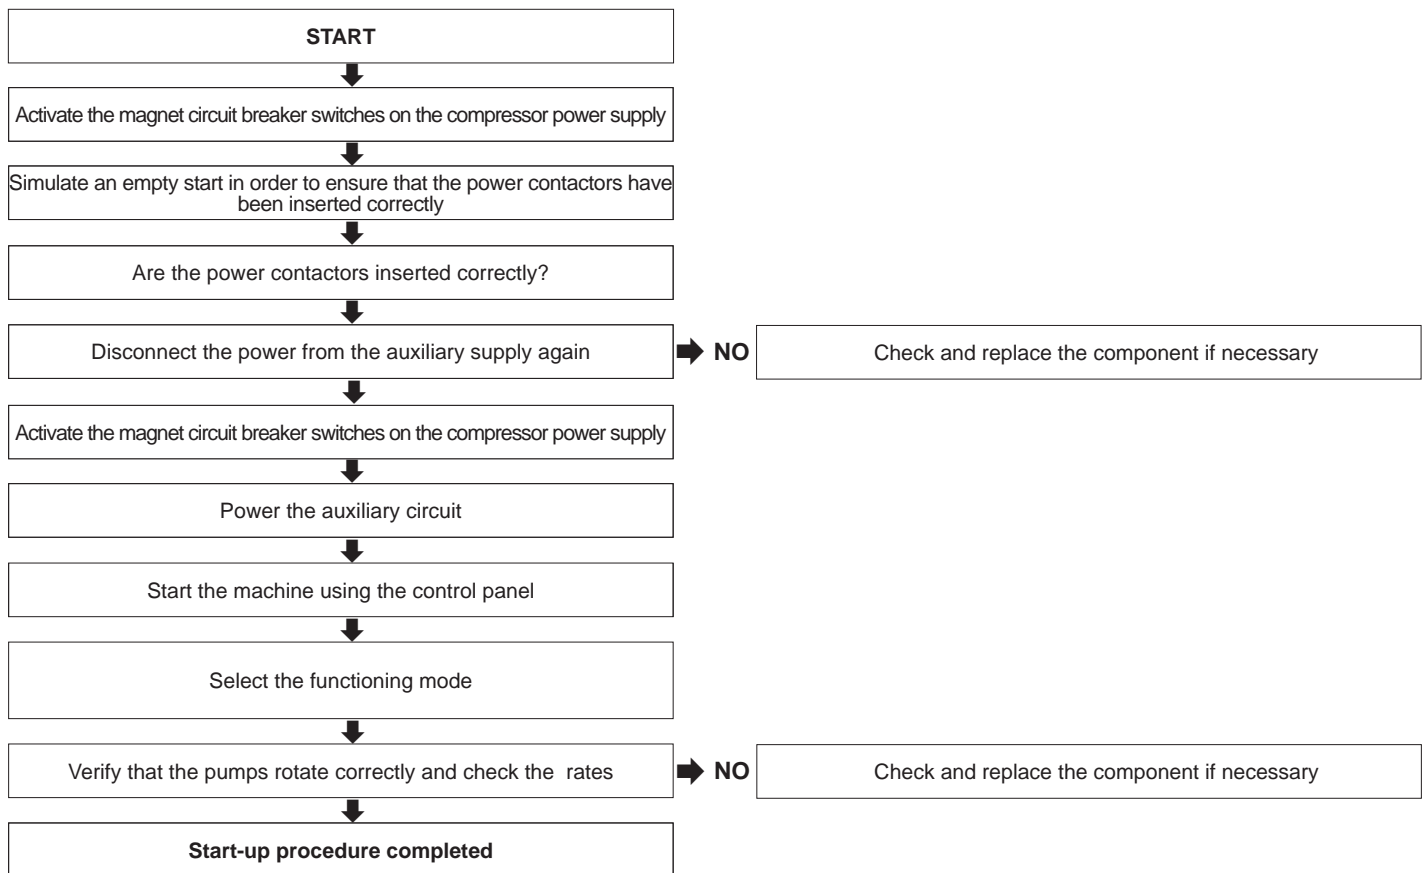 START
Activate the magnet circuit breaker switches on the compressor power supply
Simulate an empty start in order to ensure that the power contactors have
been inserted correctly
Are the power contactors inserted correctly?
Disconnect the power from the auxiliary supply again
NO
Check and replace the component if necessary
Activate the magnet circuit breaker switches on the compressor power supply
Power the auxiliary circuit
Start the machine using the control panel
Select the functioning mode
Verify that the pumps rotate correctly and check the rates
NO
Check and replace the component if necessary
Start-up procedure completed